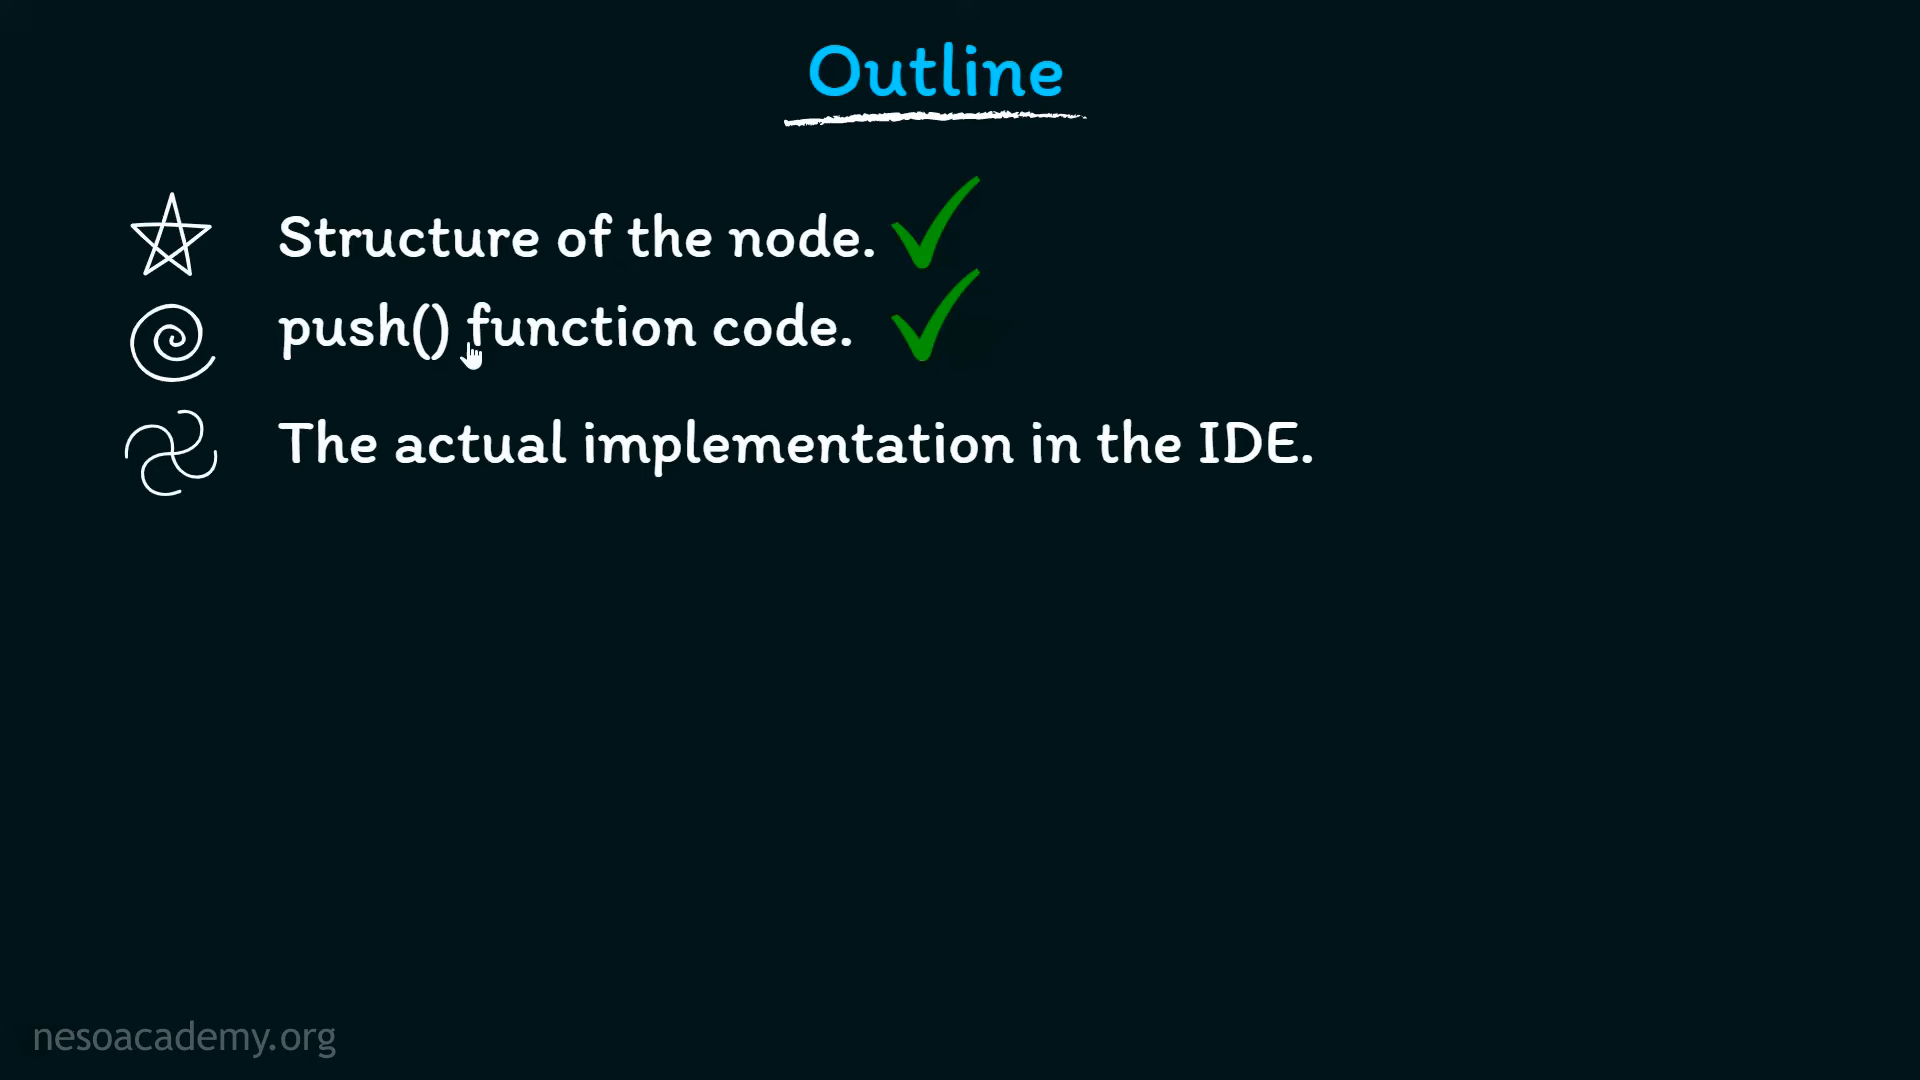 Outline
Structure of the node.
push() function code.
The actual implementation in the IDE.
nesoacademy.org